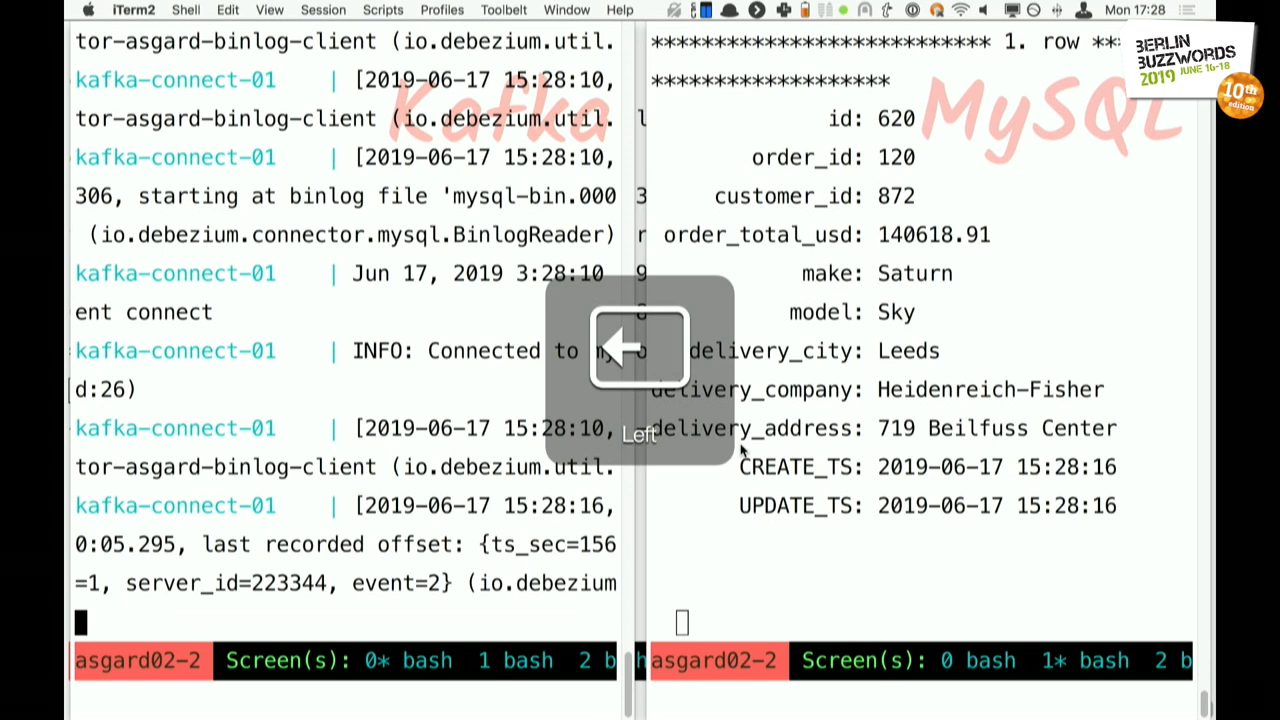 iTerm2 Shell Edit View Session Scripts Profiles Toolbelt Window Help Mon 17:28
BERLIN
BUZZWORDS
2019 JUNE 16-18
10th
edition
Kafka
tor-asgard-binlog-client (io.debezium.util.
kafka-connect-01 | [2019-06-17 15:28:10,
tor-asgard-binlog-client (io.debezium.util.
kafka-connect-01 | [2019-06-17 15:28:10,
306, starting at binlog file 'mysql-bin.000
(io.debezium.connector.mysql.BinlogReader)
kafka-connect-01 | Jun 17, 2019 3:28:10
ent connect
kafka-connect-01 | INFO: Connected to my
d:26)
kafka-connect-01 | [2019-06-17 15:28:10,
tor-asgard-binlog-client (io.debezium.util.
kafka-connect-01 | [2019-06-17 15:28:16,
0:05.295, last recorded offset: {ts_sec=156
=1, server_id=223344, event=2} (io.debezium
asgard02-2 Screen(s): 0* bash 1 bash 2 b
Left
MySQL
*************************** 1. row ***
*******************
id: 620
order_id: 120
customer_id: 872
order_total_usd: 140618.91
make: Saturn
model: Sky
delivery_city: Leeds
delivery_company: Heidenreich-Fisher
delivery_address: 719 Beilfuss Center
CREATE_TS: 2019-06-17 15:28:16
UPDATE_TS: 2019-06-17 15:28:16
asgard02-2 Screen(s): 0 bash 1* bash 2 b